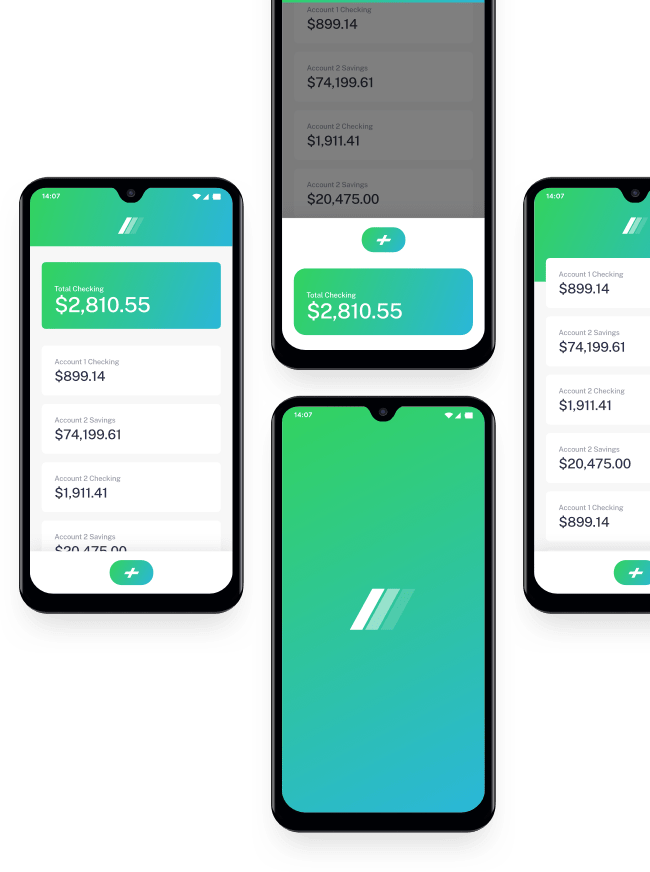 14:07
Total Checking
$2,810.55
Account 1 Checking
$899.14
Account 2 Savings
$74,199.61
Account 2 Checking
$1,911.41
Account 2 Savings
$20,475.00
Account 1 Checking
$899.14
Account 2 Savings
$74,199.61
Account 2 Checking
$1,911.41
Account 2 Savings
$20,475.00
Total Checking
$2,810.55
14:07
14:07
Account 1 Checking
$899.14
Account 2 Savings
$74,199.61
Account 2 Checking
$1,911.41
Account 2 Savings
$20,475.00
Account 1 Checking
$899.14